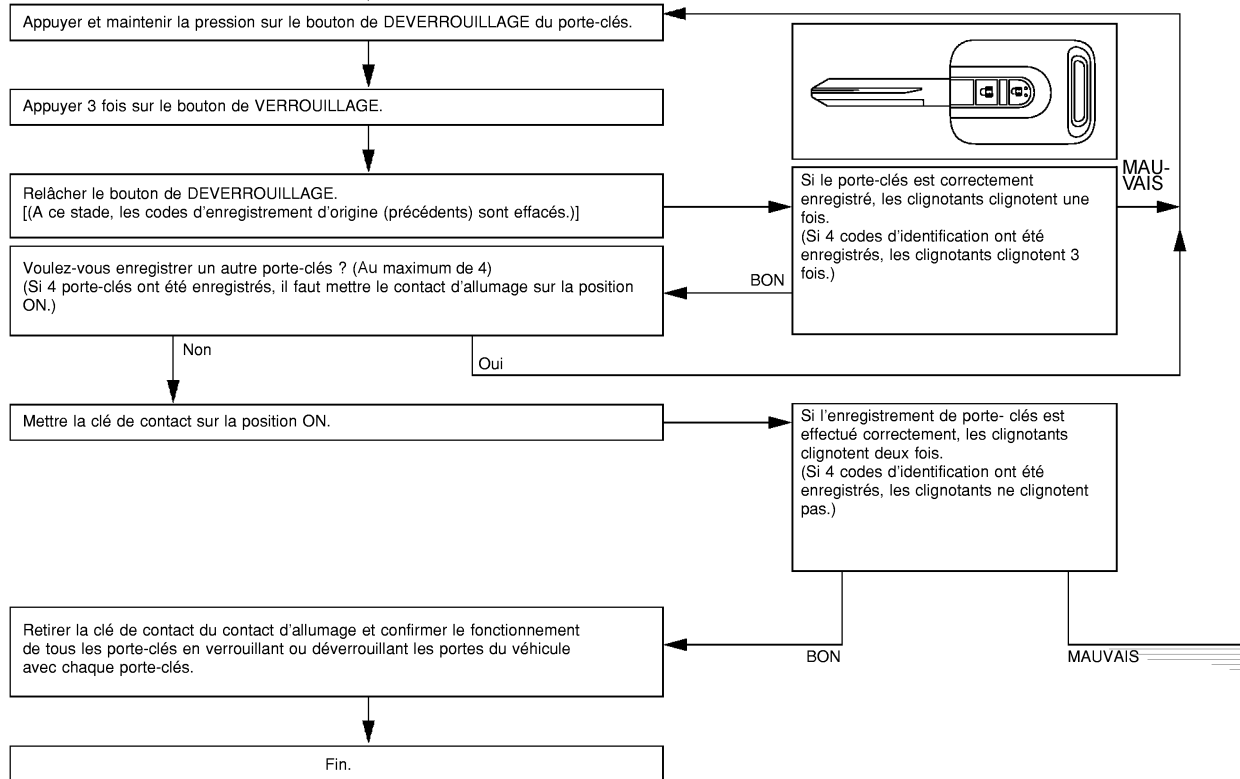 Appuyer et maintenir la pression sur le bouton de DEVERROUILLAGE du porte-clés.
Appuyer 3 fois sur le bouton de VERROUILLAGE.
Relâcher le bouton de DEVERROUILLAGE.
[(A ce stade, les codes d'enregistrement d'origine (précédents) sont effacés.)]
Si le porte-clés est correctement
enregistré, les clignotants clignotent une
fois.
(Si 4 codes d'identification ont été
enregistrés, les clignotants clignotent 3
fois.)
MAU-
VAIS
BON
Voulez-vous enregistrer un autre porte-clés ? (Au maximum de 4)
(Si 4 porte-clés ont été enregistrés, il faut mettre le contact d'allumage sur la position
ON.)
Non
Oui
Mettre la clé de contact sur la position ON.
Si l'enregistrement de porte- clés est
effectué correctement, les clignotants
clignotent deux fois.
(Si 4 codes d'identification ont été
enregistrés, les clignotants ne clignotent
pas.)
BON
MAUVAIS
Retirer la clé de contact du contact d'allumage et confirmer le fonctionnement
de tous les porte-clés en verrouillant ou déverrouillant les portes du véhicule
avec chaque porte-clés.
Fin.